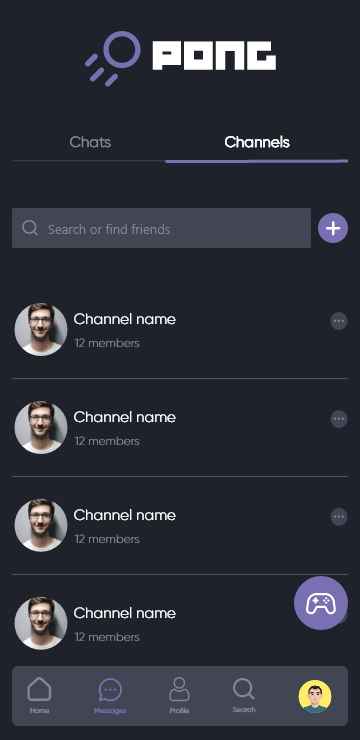 PONG
Chats
Channels
Search or find friends
Channel name
12 members
Channel name
12 members
Channel name
12 members
Channel name
12 members
Home
Messages
Profile
Search